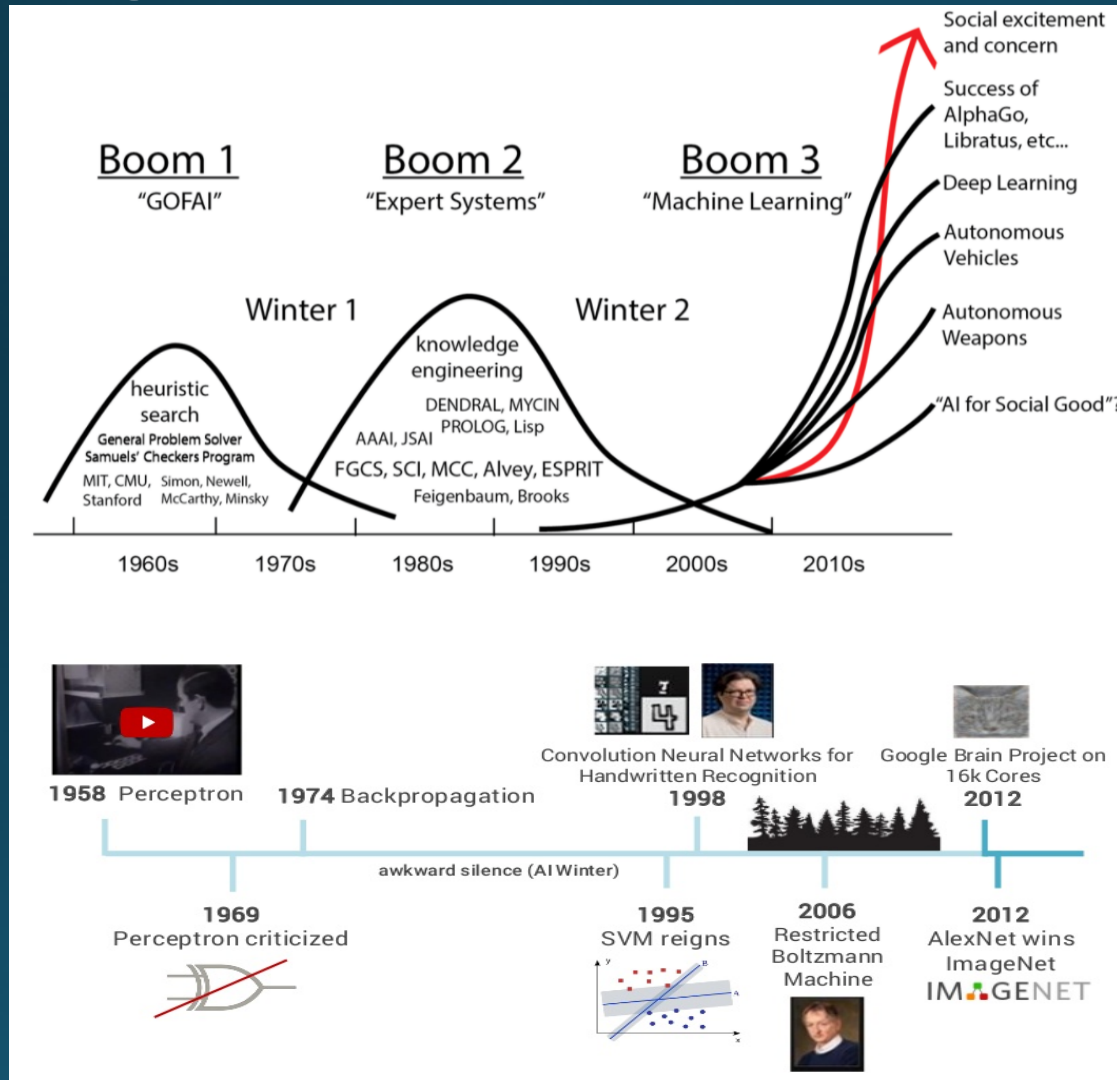 Social excitement
and concern
Success of
AlphaGo,
Libratus, etc...
Deep Learning
Autonomous
Vehicles
Autonomous
Weapons
"AI for Social Good"?
Boom 1
"GOFAI"
Boom 2
"Expert Systems"
Boom 3
"Machine Learning"
Winter 1
Winter 2
heuristic
search
General Problem Solver
Samuels' Checkers Program
MIT, CMU,
Stanford
Simon, Newell,
McCarthy, Minsky
knowledge
engineering
DENDRAL, MYCIN
PROLOG, Lisp
AAAI, JSAI
FGCS, SCI, MCC, Alvey, ESPRIT
Feigenbaum, Brooks
1960s 1970s 1980s 1990s 2000s 2010s
4
1958 Perceptron
1974 Backpropagation
Convolution Neural Networks for
Handwritten Recognition
1998
Google Brain Project on
16k Cores
2012
awkward silence (AI Winter)
1969
Perceptron criticized
1995
SVM reigns
y
B
A
x
2006
Restricted
Boltzmann
Machine
2012
AlexNet wins
ImageNet
IMAGENET